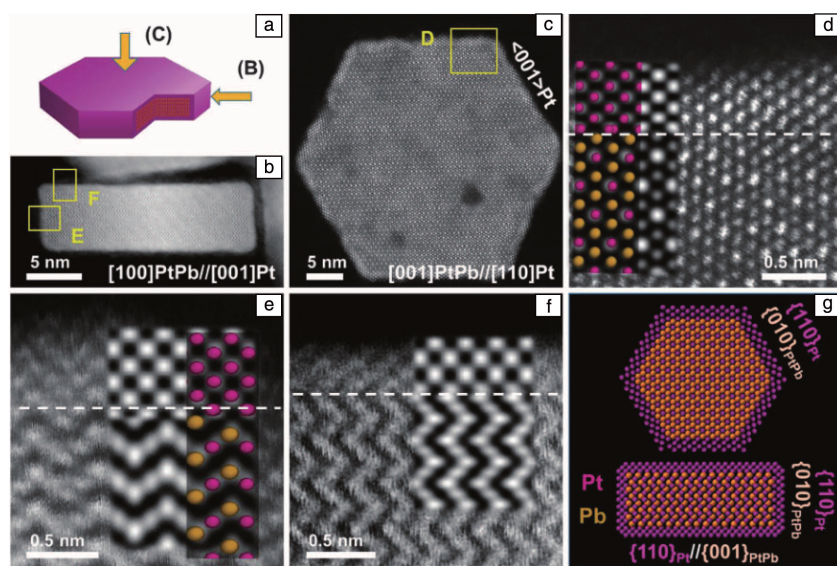 a
(C)
(B)
b
F
E
5 nm
[100]PtPb//[001]Pt
c
D
<001>Pt
5 nm
[001]PtPb//[110]Pt
d
0.5 nm
e
0.5 nm
f
0.5 nm
g
{110}Pt
{010}PtPb
Pt
Pb
{110}Pt
{010}PtPb
{110}Pt//{001}PtPb